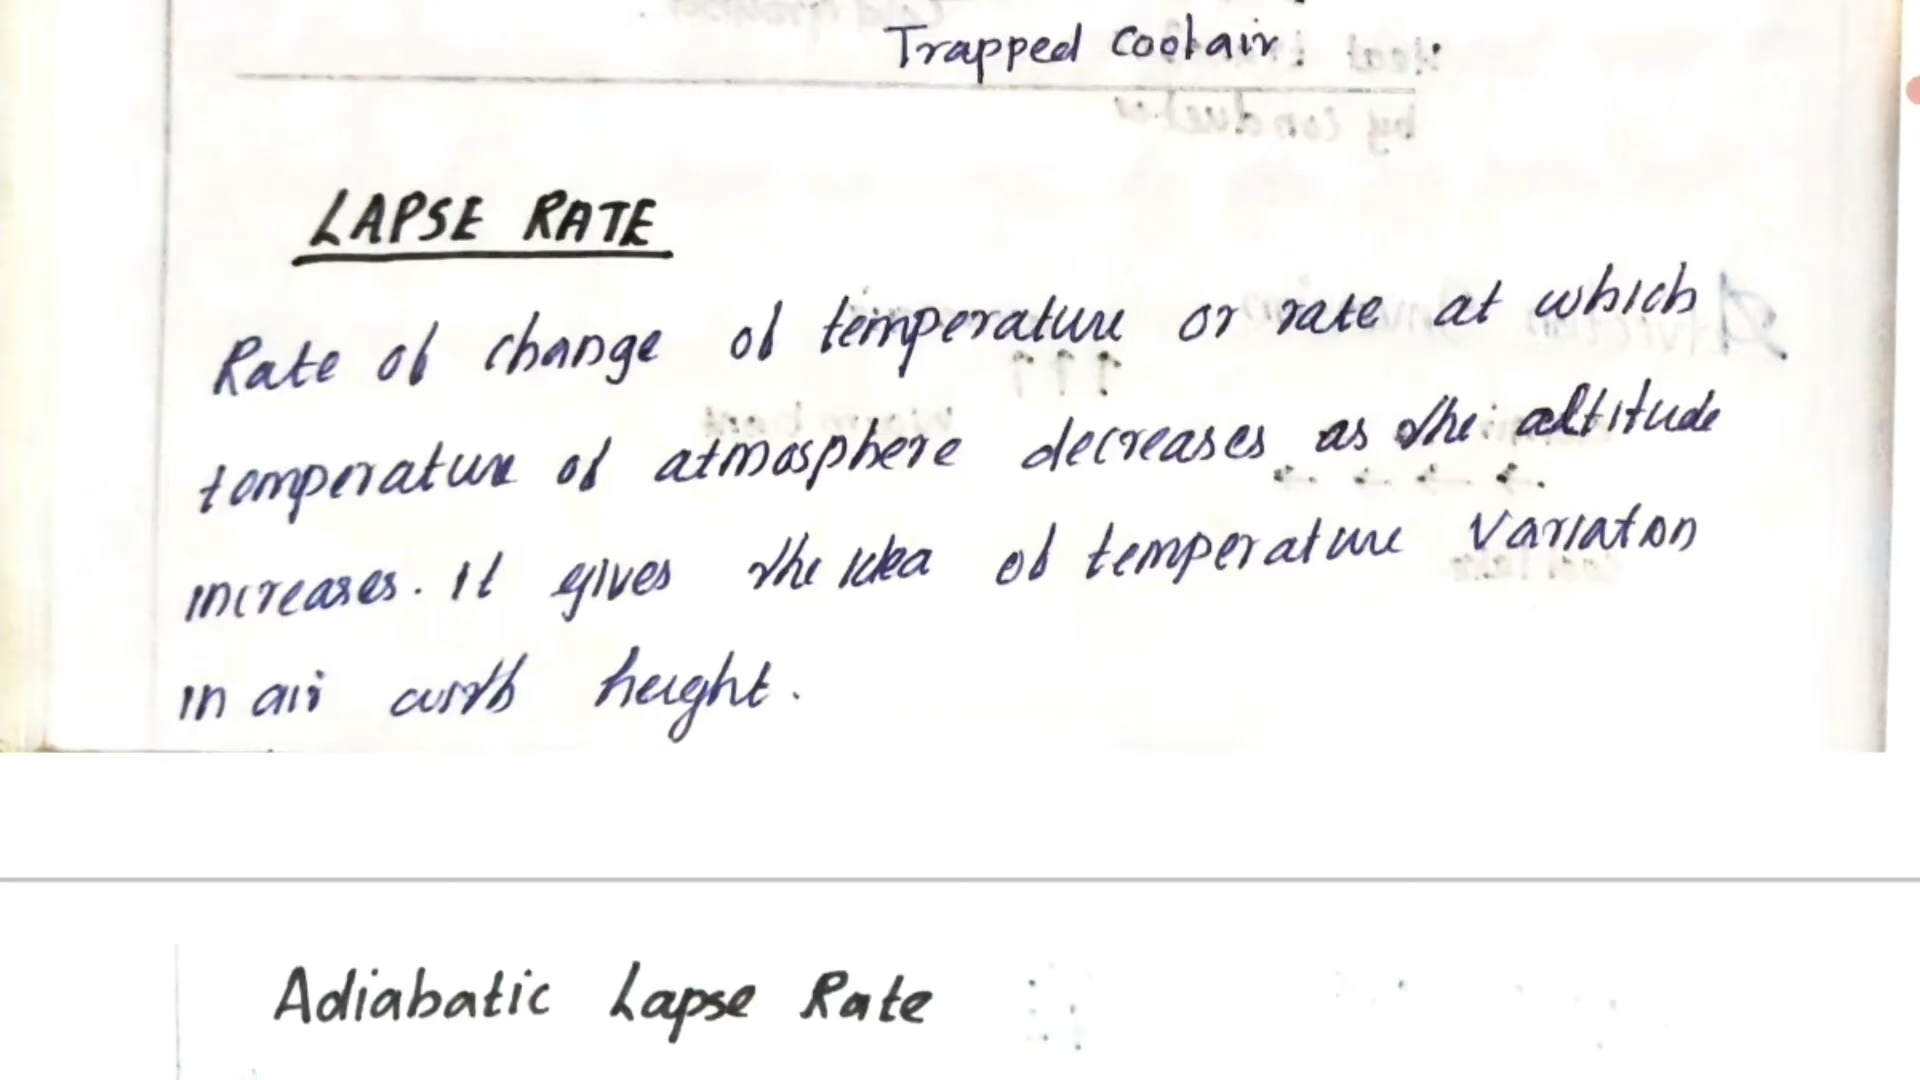 Trapped Cool air
LAPSE RATE
Rate of change of temperature or rate at which
temperature of atmosphere decreases as the altitude
increases. It gives the idea of temperature Variaton
in air with height.
Adiabatic Lapse Rate